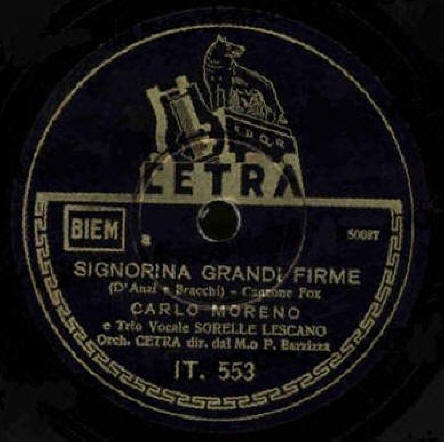 CETRA
BIEM
a
50087
SIGNORINA GRANDI FIRME
(D'Anzi e Bracchi) - Canzone Fox
CARLO MORENO
e Trio Vocale SORELLE LESCANO
Orch. CETRA dir. dal M.o P. Barzizza
IT. 553